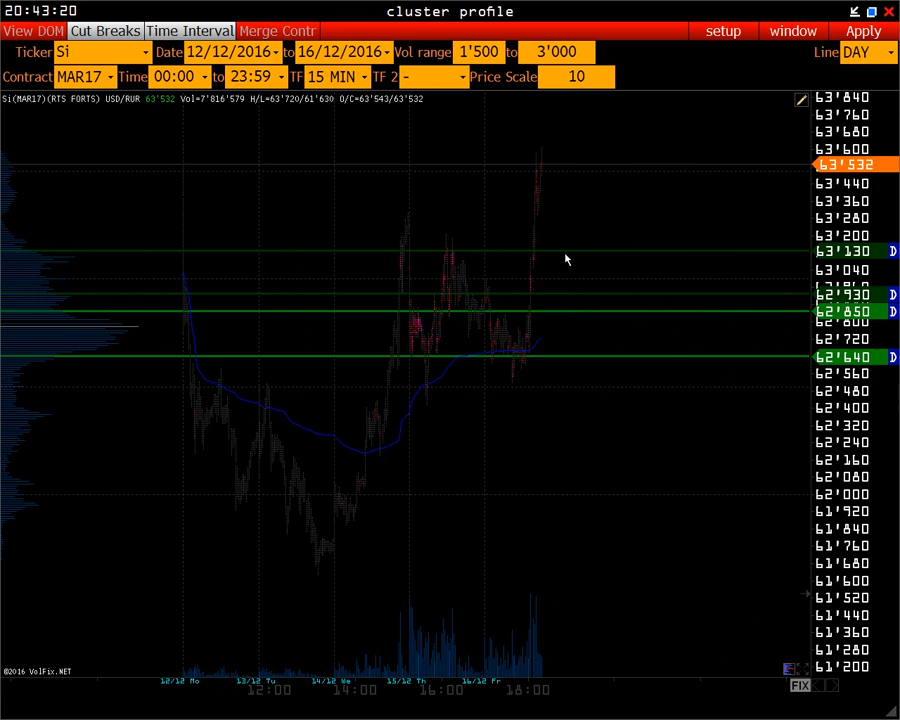 20:43:20 cluster profile
View DOM Cut Breaks Time Interval Merge Contr setup window Apply
Ticker Si Date 12/12/2016 to 16/12/2016 Vol range 1'500 to 3'000 Line DAY
Contract MAR17 Time 00:00 to 23:59 TF 15 MIN TF 2 - Price Scale 10
Si(MAR17)(RTS FORTS) USD/RUR 63'532 Vol=7'816'579 H/L=63'720/61'630 O/C=63'543/63'532
63'840
63'760
63'680
63'600
63'532
63'440
63'360
63'280
63'200
63'130 D
63'040
62'930 D
62'850 D
62'800
62'720
62'640 D
62'560
62'480
62'400
62'320
62'240
62'160
62'080
62'000
61'920
61'840
61'760
61'680
61'600
61'520
61'440
61'360
61'280
61'200
©2016 VolFix.NET
FIX
12/12 Mo 13/12 Tu 14/12 We 15/12 Th 16/12 Fr
12:00 14:00 16:00 18:00